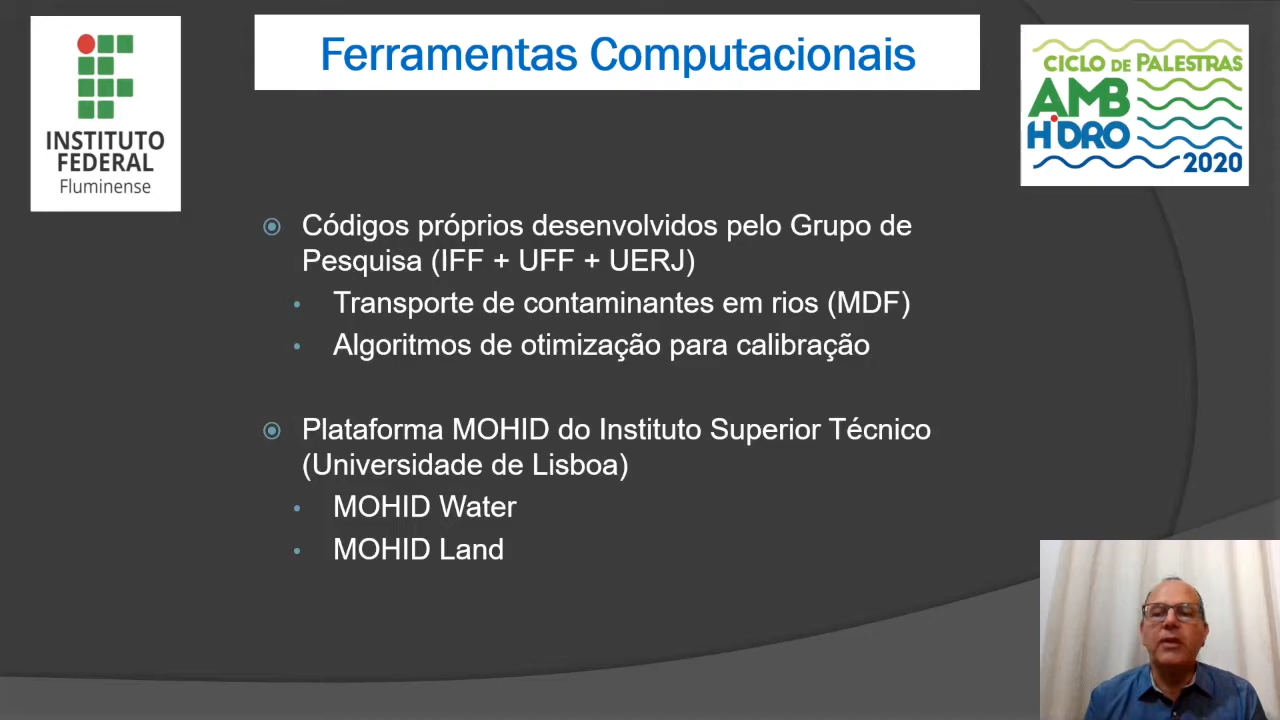 INSTITUTO
FEDERAL
Fluminense
Ferramentas Computacionais
CICLO DE PALESTRAS
AMB
HIDRO
2020
Códigos próprios desenvolvidos pelo Grupo de
Pesquisa (IFF + UFF + UERJ)
Transporte de contaminantes em rios (MDF)
Algoritmos de otimização para calibração
Plataforma MOHID do Instituto Superior Técnico
(Universidade de Lisboa)
MOHID Water
MOHID Land